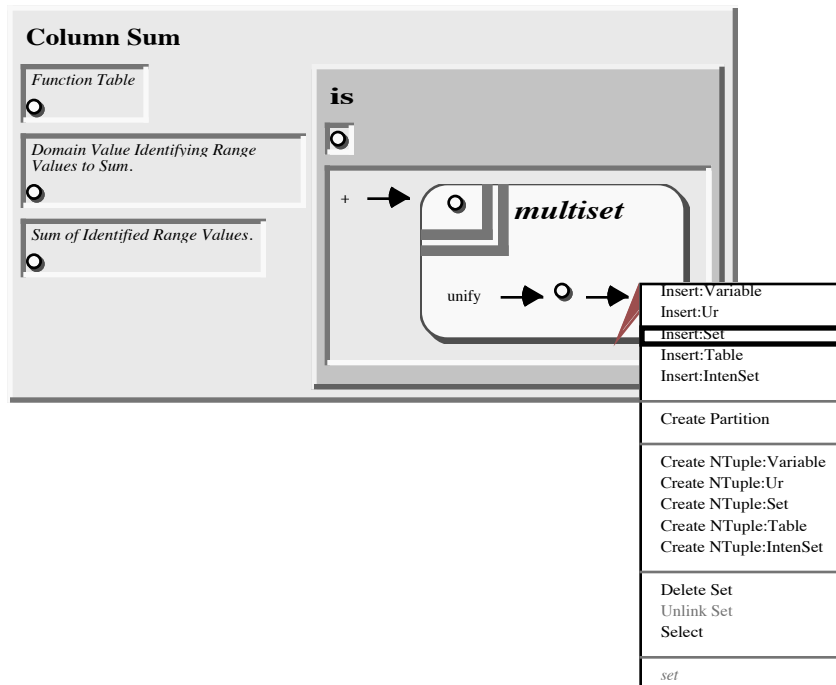 Column Sum
Function Table
Domain Value Identifying Range
Values to Sum.
Sum of Identified Range Values.
is
+
multiset
unify
Insert:Variable
Insert:Ur
Insert:Set
Insert:Table
Insert:IntenSet
Create Partition
Create NTuple:Variable
Create NTuple:Ur
Create NTuple:Set
Create NTuple:Table
Create NTuple:IntenSet
Delete Set
Unlink Set
Select
set